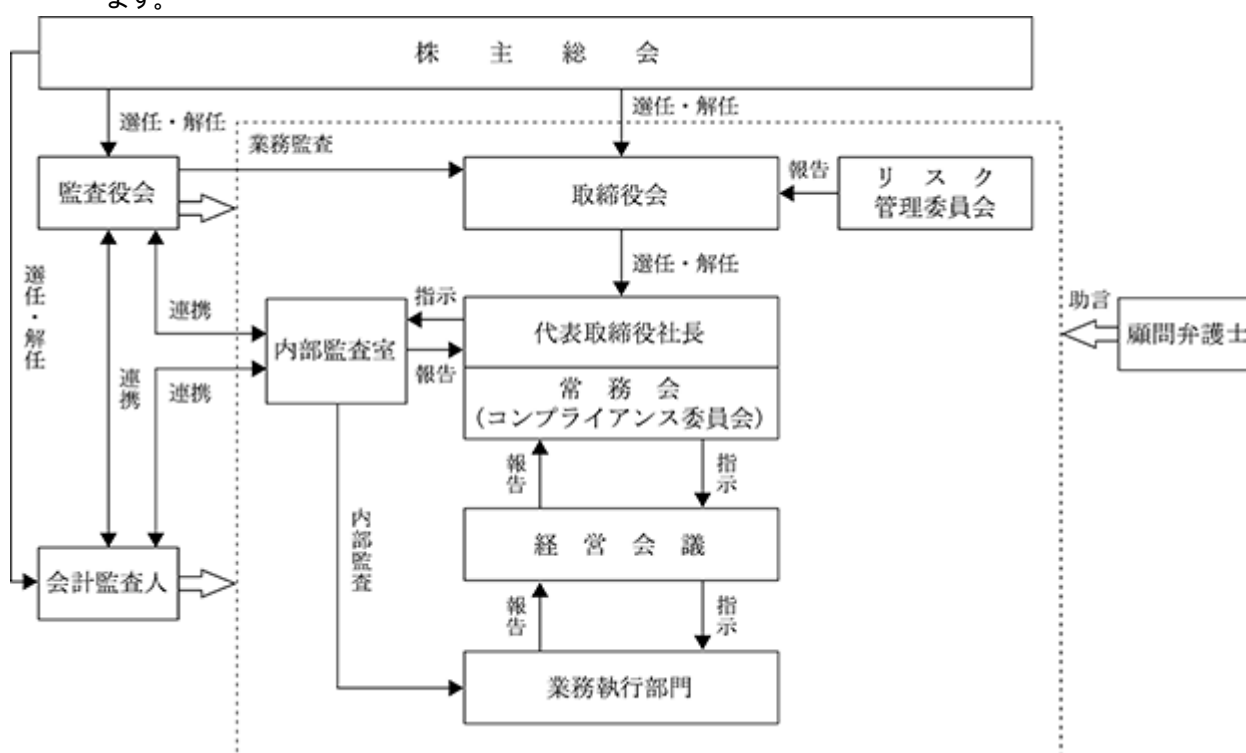 ます。
株主総会
選任・解任
選任・解任
業務監査
監査役会
取締役会
報告
リスク
管理委員会
選任・解任
選任・解任
連携
指示
代表取締役社長
助言
顧問弁護士
内部監査室
報告
連携
連携
常務会
(コンプライアンス委員会)
報告
指示
内部監査
経営会議
会計監査人
報告
指示
業務執行部門